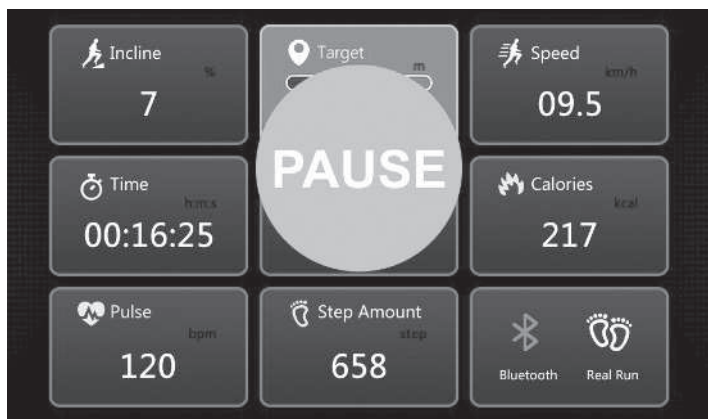 Incline
%
7
Target
m
Speed
km/h
09.5
PAUSE
Time
h:m:s
00:16:25
Calories
kcal
217
Pulse
bpm
120
Step Amount
step
658
Bluetooth
Real Run